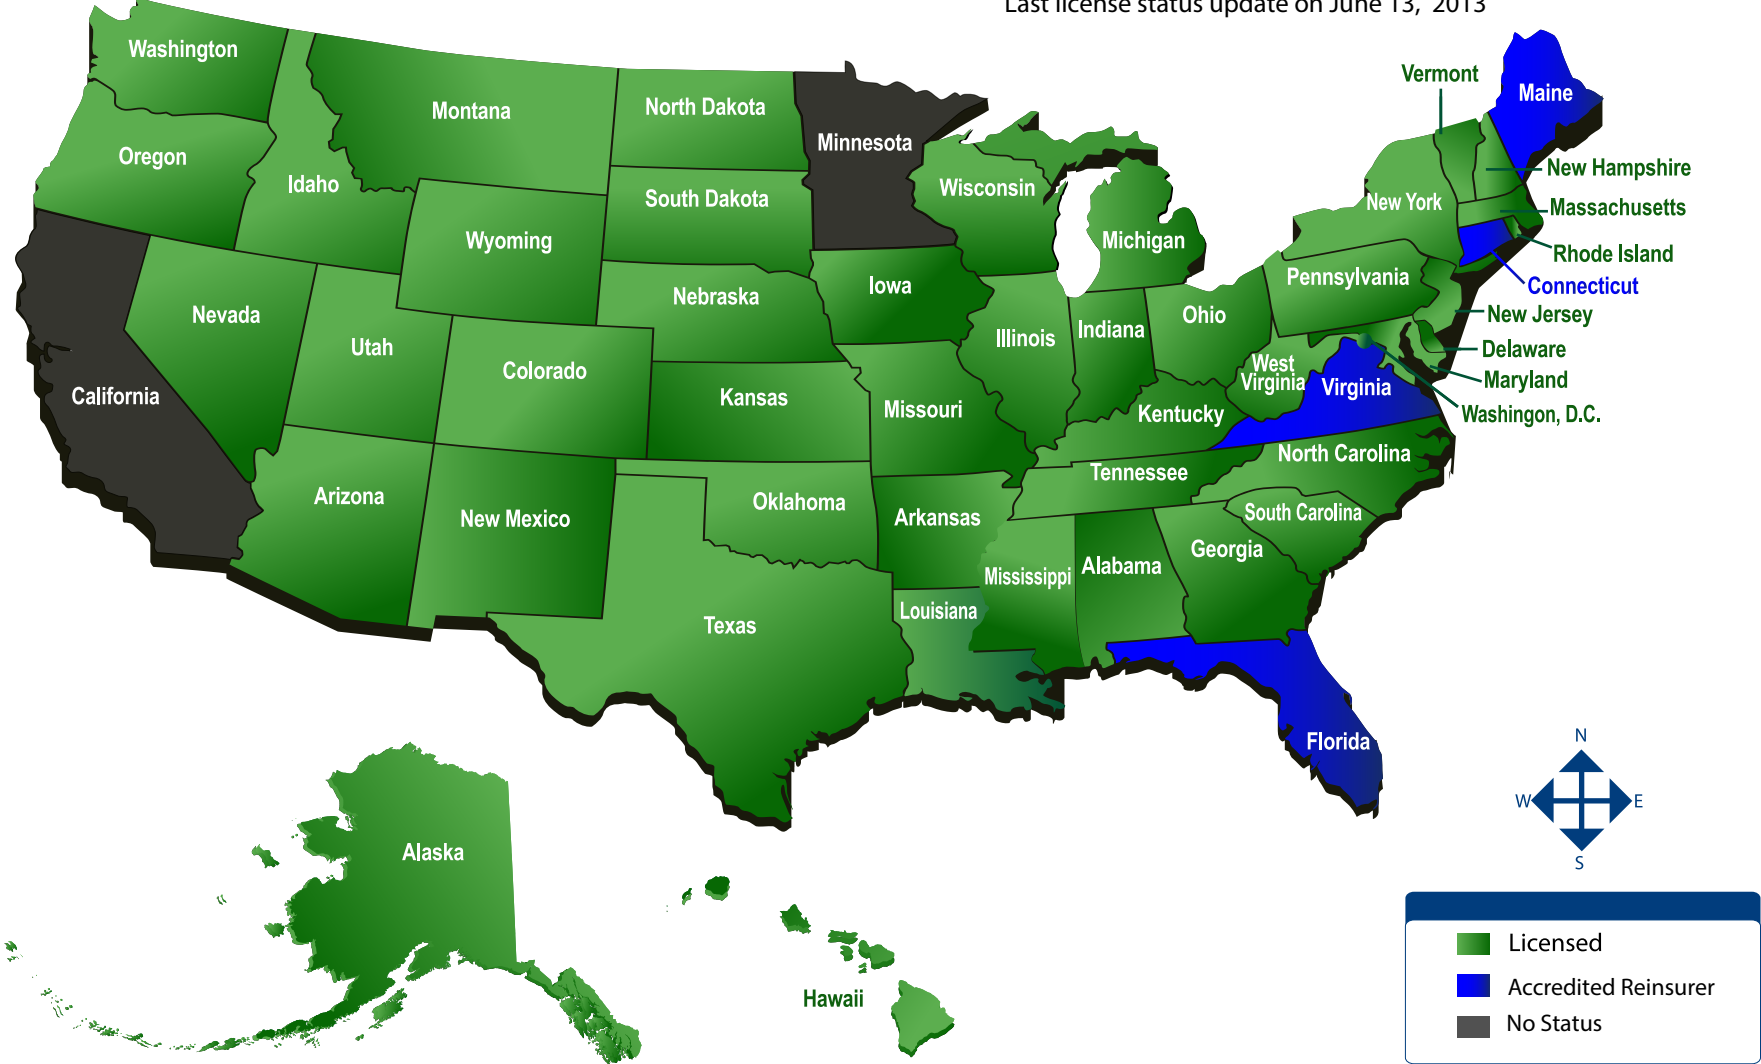 Last license status update on June 13, 2013
Washington
Vermont
Maine
Montana
North Dakota
Minnesota
Oregon
Idaho
New Hampshire
Wisconsin
South Dakota
New York
Massachusetts
Wyoming
Michigan
Rhode Island
Pennsylvania
Connecticut
Iowa
Nebraska
Nevada
Ohio
New Jersey
Indiana
Illinois
Utah
Delaware
Colorado
West
Virginia
Maryland
Virginia
California
Kansas
Missouri
Kentucky
Washingon, D.C.
North Carolina
Tennessee
Arizona
Oklahoma
South Carolina
New Mexico
Arkansas
Georgia
Alabama
Mississippi
Louisiana
Texas
Florida
N
W
E
S
Alaska
Hawaii
Licensed
Accredited Reinsurer
No Status